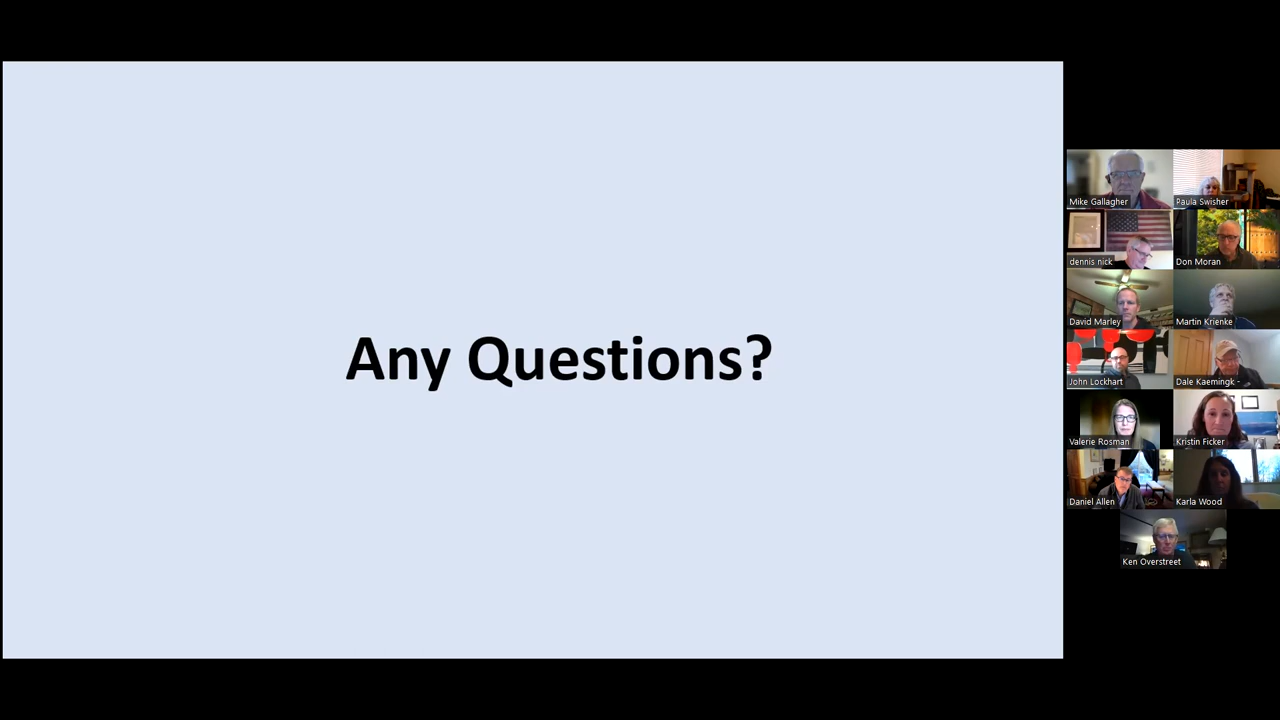 Any Questions?
Mike Gallagher
Paula Swisher
dennis nick
Don Moran
David Marley
Martin Krienke
John Lockhart
Dale Kaemingk -
Valerie Rosman
Kristin Ficker
Daniel Allen
Karla Wood
Ken Overstreet